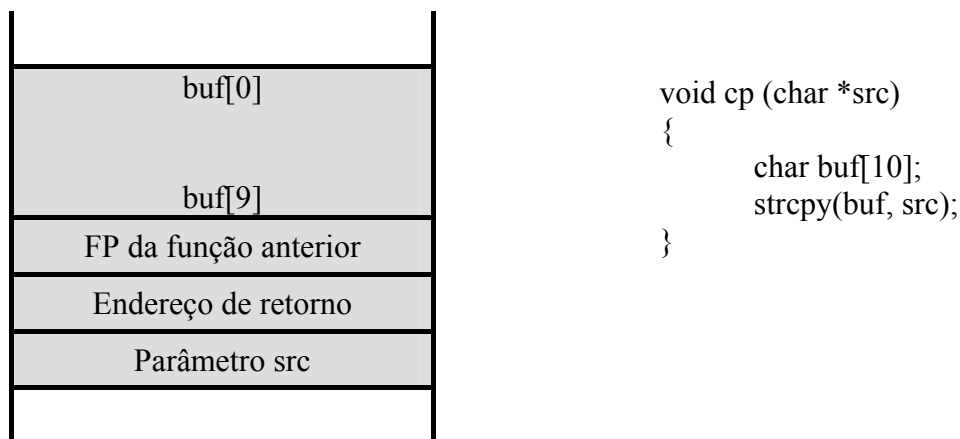 buf[0]
buf[9]
FP da função anterior
Endereço de retorno
Parâmetro src
void cp (char *src)
{
char buf[10];
strcpy(buf, src);
}